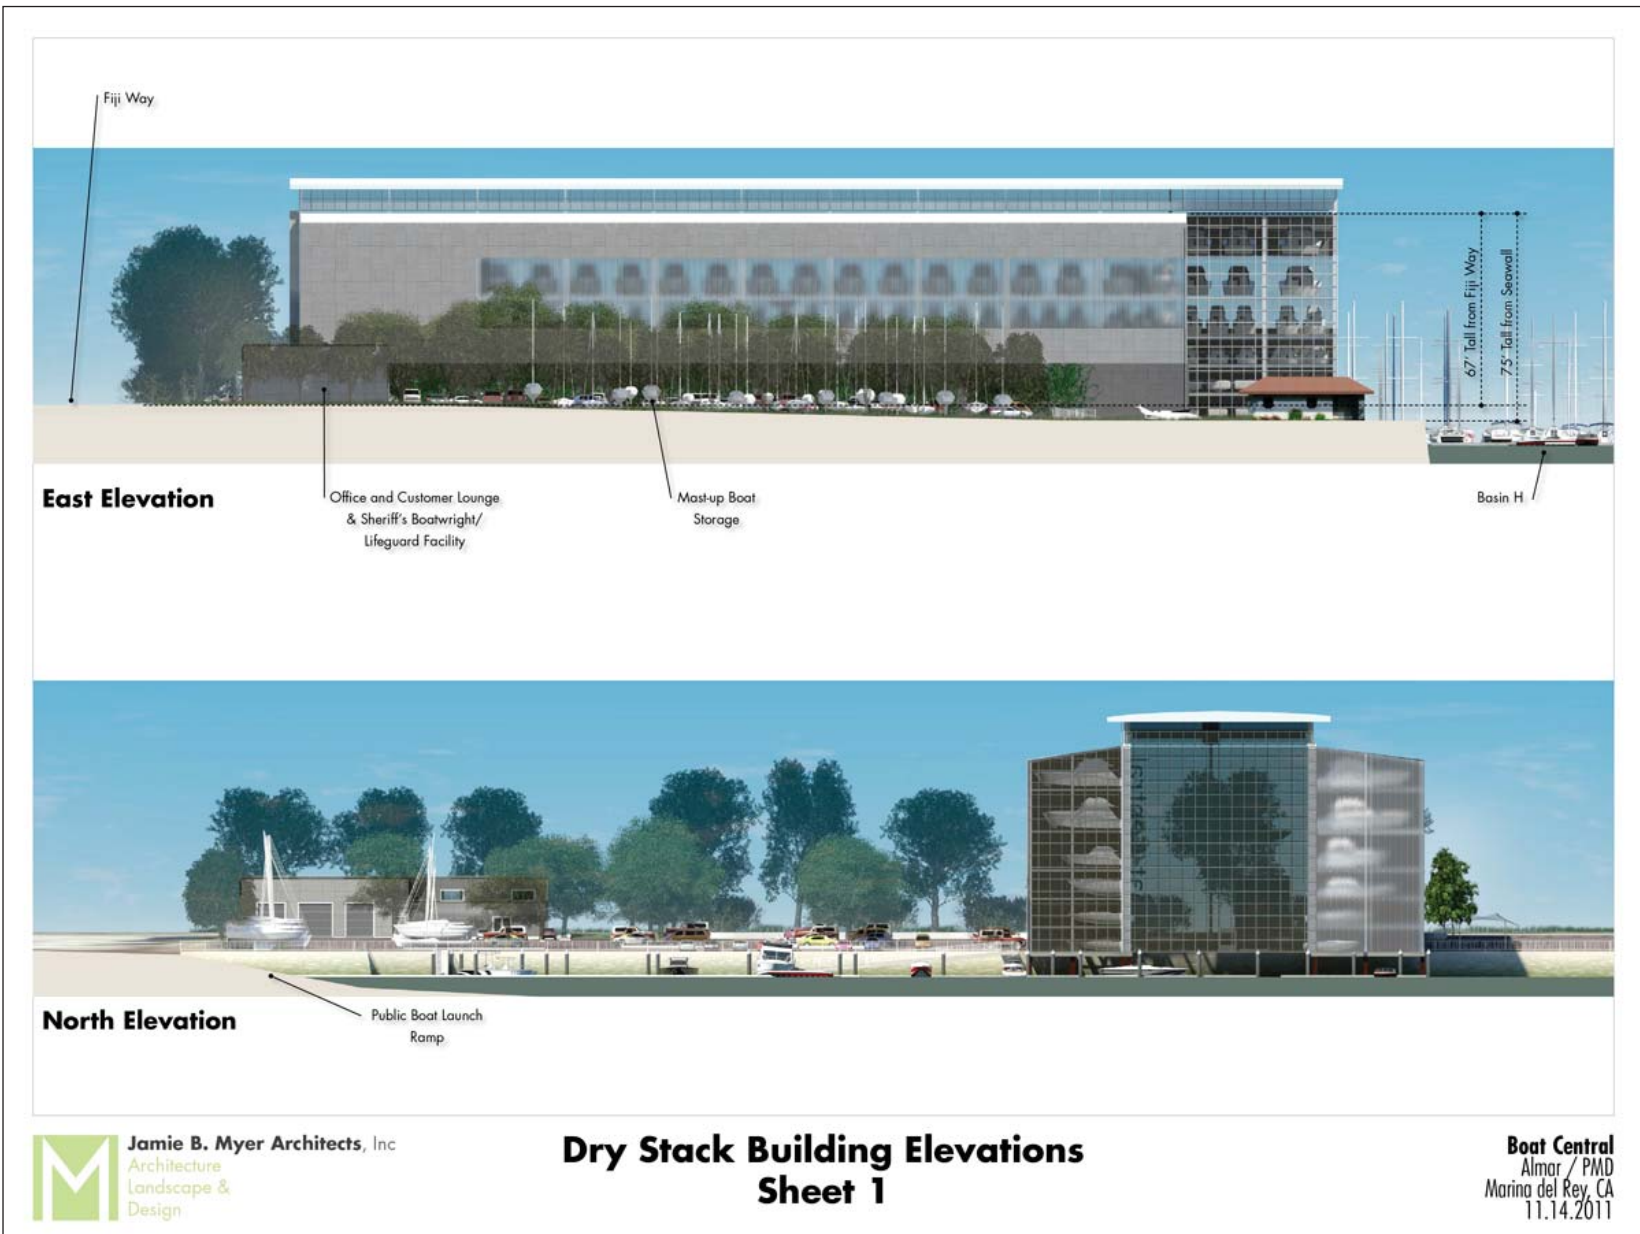 Fiji Way
67' Tall from Fiji Way
75' Tall from Seawall
East Elevation
Office and Customer Lounge
& Sheriff's Boatwright/
Lifeguard Facility
Mast-up Boat
Storage
Basin H
North Elevation
Public Boat Launch
Ramp
Jamie B. Myer Architects, Inc
Architecture
Landscape &
Design
Dry Stack Building Elevations
Sheet 1
Boat Central
Almar / PMD
Marina del Rey, CA
11.14.2011